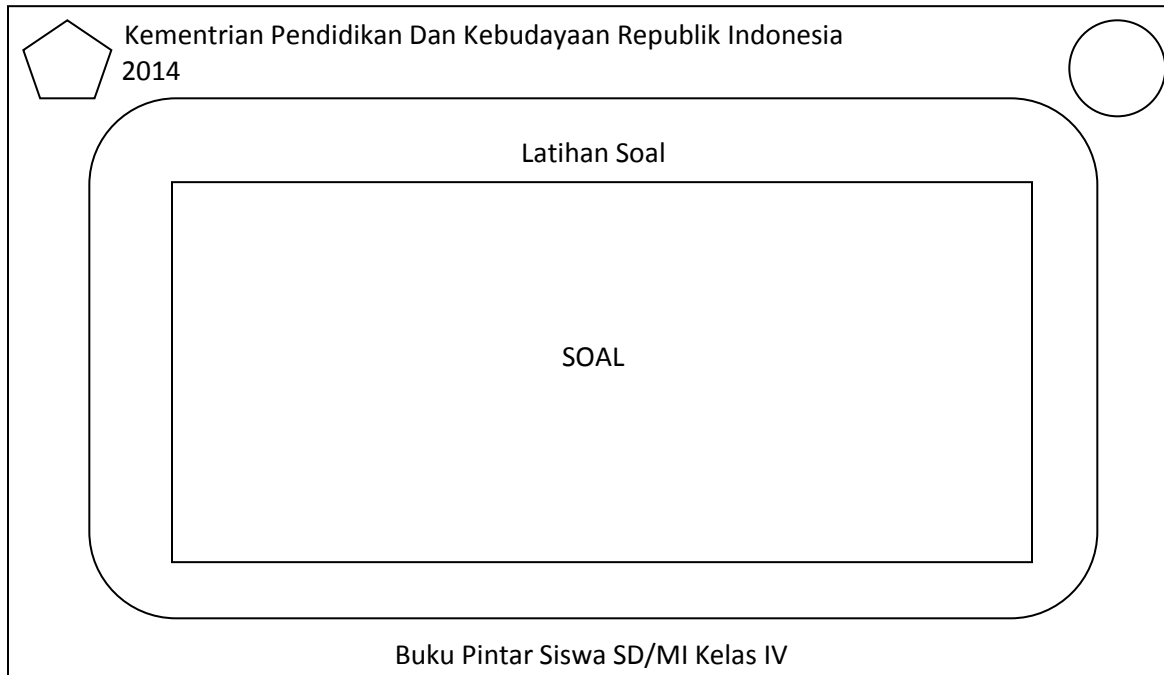 Kementrian Pendidikan Dan Kebudayaan Republik Indonesia
2014
Latihan Soal
SOAL
Buku Pintar Siswa SD/MI Kelas IV